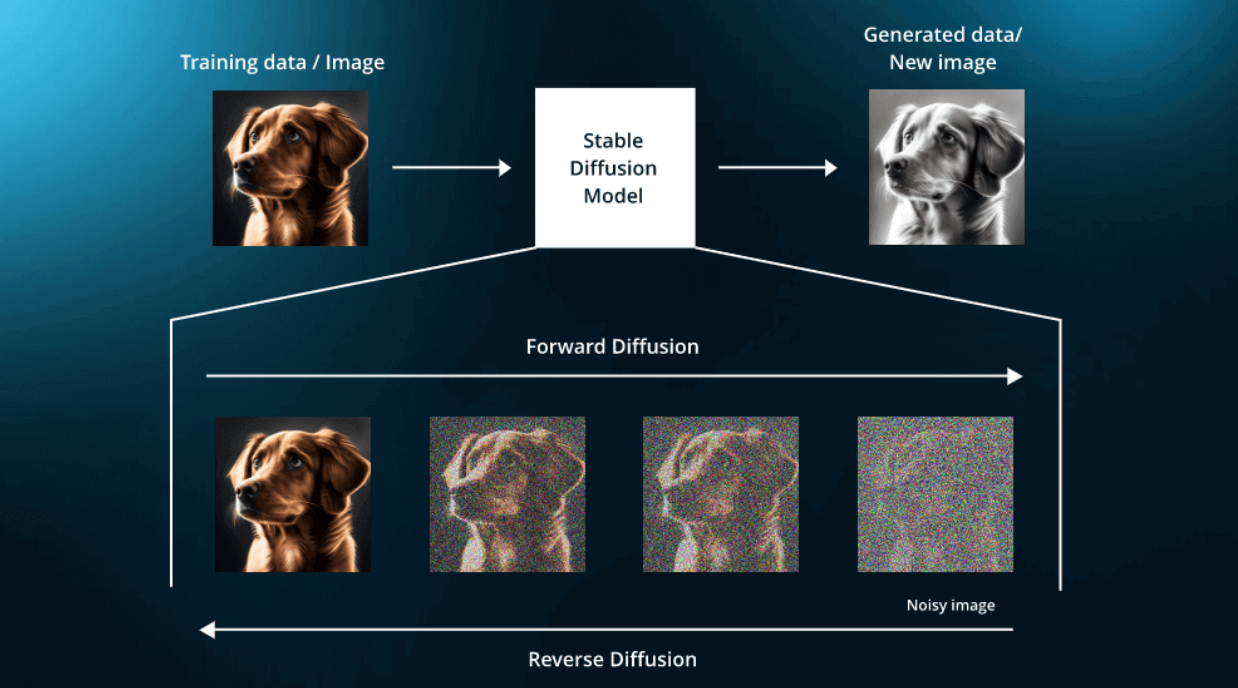 Training data / Image
Generated data/
New image
Stable
Diffusion
Model
Forward Diffusion
Noisy image
Reverse Diffusion